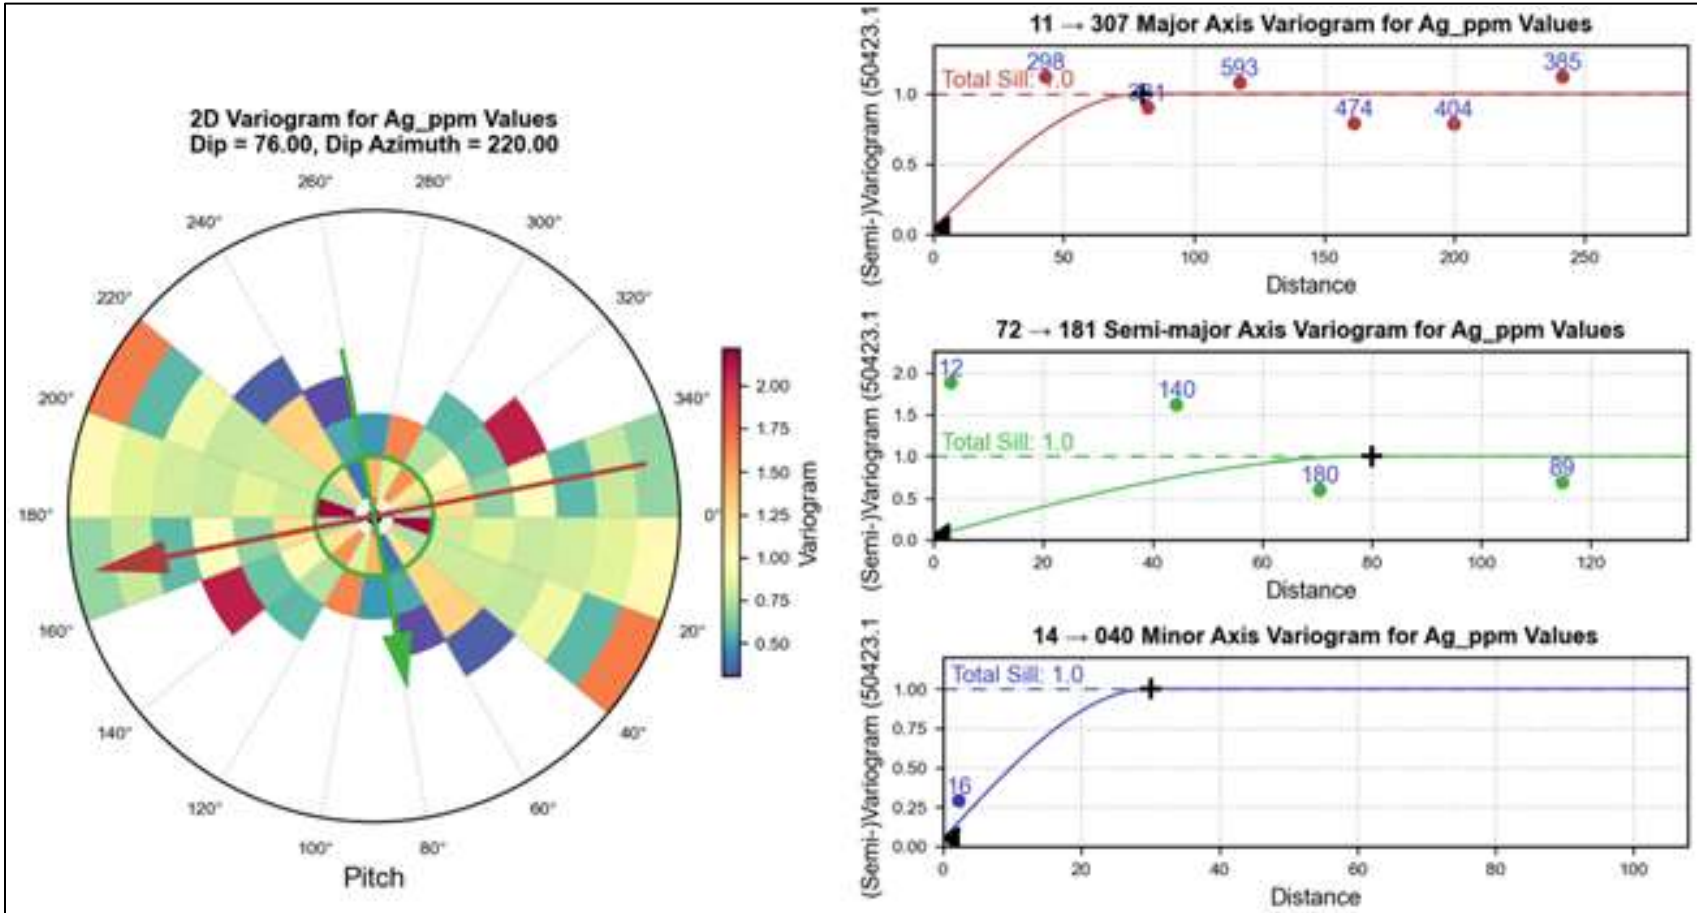 2D Variogram for Ag_ppm Values
Dip = 76.00, Dip Azimuth = 220.00
260° 280°
240° 300°
220° 320°
200° 340°
180° 0°
160° 20°
140° 40°
120° 60°
100° 80°
Pitch
2.00
1.75
1.50
1.25
1.00
0.75
0.50
Variogram
11 → 307 Major Axis Variogram for Ag_ppm Values
(Semi-)Variogram (50423.1
Total Sill: 1.0
298 593 385
474 404
1.0
0.5
0.0
0 50 100 150 200 250
Distance
72 → 181 Semi-major Axis Variogram for Ag_ppm Values
(Semi-)Variogram (50423.1
Total Sill: 1.0
12 140 180 89
2.0
1.5
1.0
0.5
0.0
0 20 40 60 80 100 120
Distance
14 → 040 Minor Axis Variogram for Ag_ppm Values
(Semi-)Variogram (50423.1
Total Sill: 1.0
16
1.00
0.75
0.50
0.25
0.00
0 20 40 60 80 100
Distance